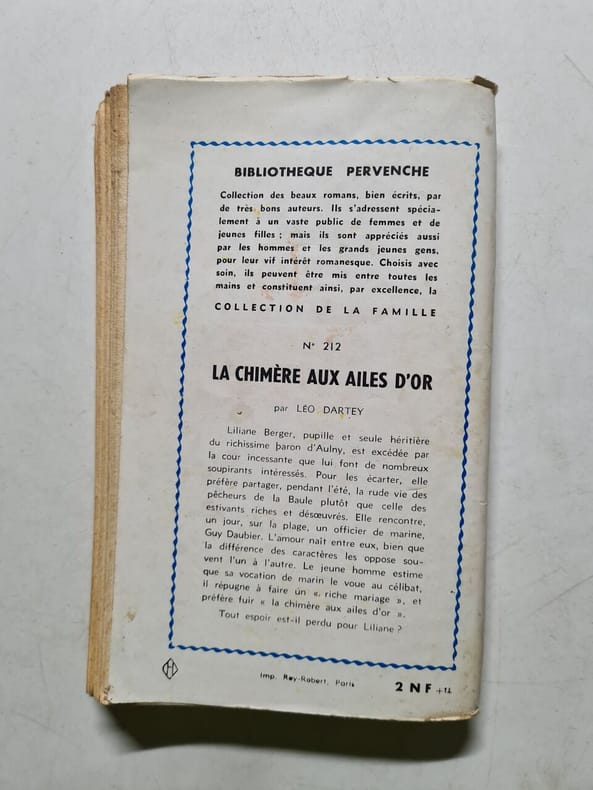 BIBLIOTHEQUE PERVENCHE
Collection des beaux romans, bien écrits, par
de très bons auteurs. Ils s'adressent spécia-
lement à un vaste public de femmes et de
jeunes filles ; mais ils sont appréciés aussi
par les hommes et les grands jeunes gens,
pour leur vif intérêt romanesque. Choisis avec
soin, ils peuvent être mis entre toutes les
mains et constituent ainsi, par excellence, la
COLLECTION DE LA FAMILLE
N° 212
LA CHIMÈRE AUX AILES D'OR
par LÉO DARTEY
Liliane Berger, pupille et seule héritière
du richissime baron d'Aulny, est excédée par
la cour incessante que lui font de nombreux
soupirants intéressés. Pour les écarter, elle
préfère partager, pendant l'été, la rude vie des
pêcheurs de la Baule plutôt que celle des
estivants riches et désœuvrés. Elle rencontre,
un jour, sur la plage, un officier de marine,
Guy Daubier. L'amour naît entre eux, bien que
la différence des caractères les oppose sou-
vent l'un à l'autre. Le jeune homme estime
que sa vocation de marin le voue au célibat,
il répugne à faire un « riche mariage », et
préfère fuir « la chimère aux ailes d'or ».
Tout espoir est-il perdu pour Liliane ?
Imp. Rey-Robert, Paris
2 NF